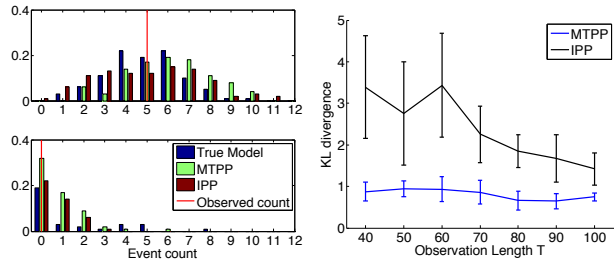 0.4
0.2
0
0 1 2 3 4 5 6 7 8 9 10 11 12
0.4
0.2
0
True Model
MTPP
IPP
Observed count
0 1 2 3 4 5 6 7 8 9 10 11 12
Event count
5
4
3
2
1
0
KL divergence
MTPP
IPP
40 50 60 70 80 90 100
Observation Length T